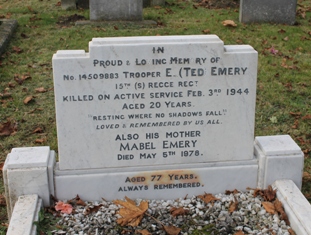 IN
PROUD & LOVING MEMORY OF
No. 14509883 TROOPER E. (TED) EMERY
15TH (S) RECCE REGT
KILLED ON ACTIVE SERVICE FEB. 3RD 1944
AGED 20 YEARS.
"RESTING WHERE NO SHADOWS FALL"
LOVED & REMEMBERED BY US ALL.
ALSO HIS MOTHER
MABEL EMERY
DIED MAY 5TH 1978.
AGED 77 YEARS.
ALWAYS REMEMBERED.